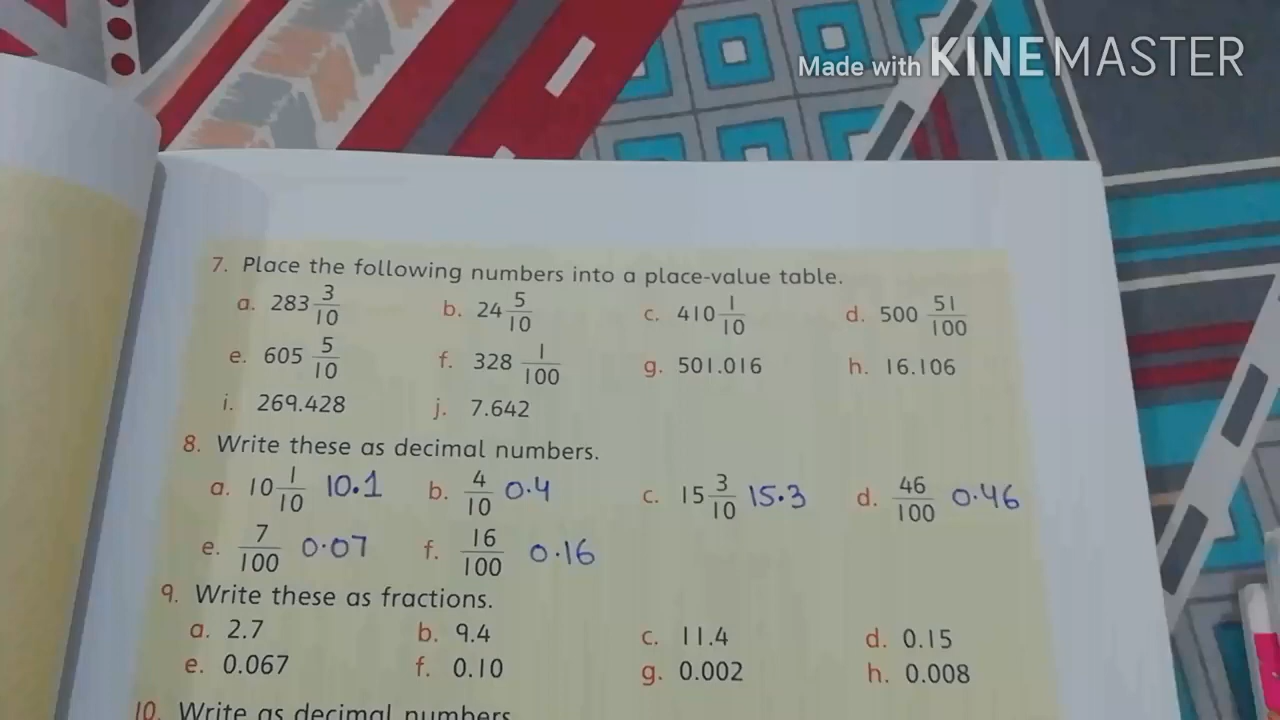 Made with KINEMASTER
7. Place the following numbers into a place-value table.
a. 283 3/10 b. 24 5/10 c. 410 1/10 d. 500 51/100
e. 605 5/10 f. 328 1/100 g. 501.016 h. 16.106
i. 269.428 j. 7.642
8. Write these as decimal numbers.
a. 10 1/10 10.1 b. 4/10 0.4 c. 15 3/10 15.3 d. 46/100 0.46
e. 7/100 0.07 f. 16/100 0.16
9. Write these as fractions.
a. 2.7 b. 9.4 c. 11.4 d. 0.15
e. 0.067 f. 0.10 g. 0.002 h. 0.008
10. Write as decimal numbers